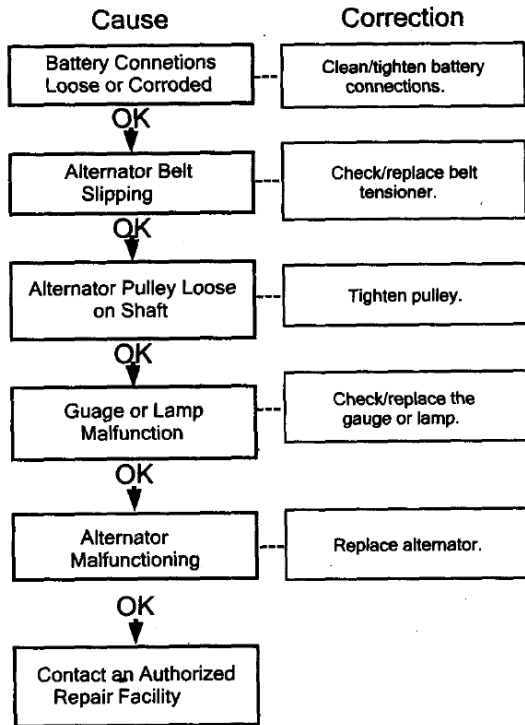 Cause
Correction
Battery Connetions
Loose or Corroded
Clean/tighten battery
connections.
OK
Alternator Belt
Slipping
Check/replace belt
tensioner.
OK
Alternator Pulley Loose
on Shaft
Tighten pulley.
OK
Guage or Lamp
Malfunction
Check/replace the
gauge or lamp.
OK
Alternator
Malfunctioning
Replace alternator.
OK
Contact an Authorized
Repair Facility